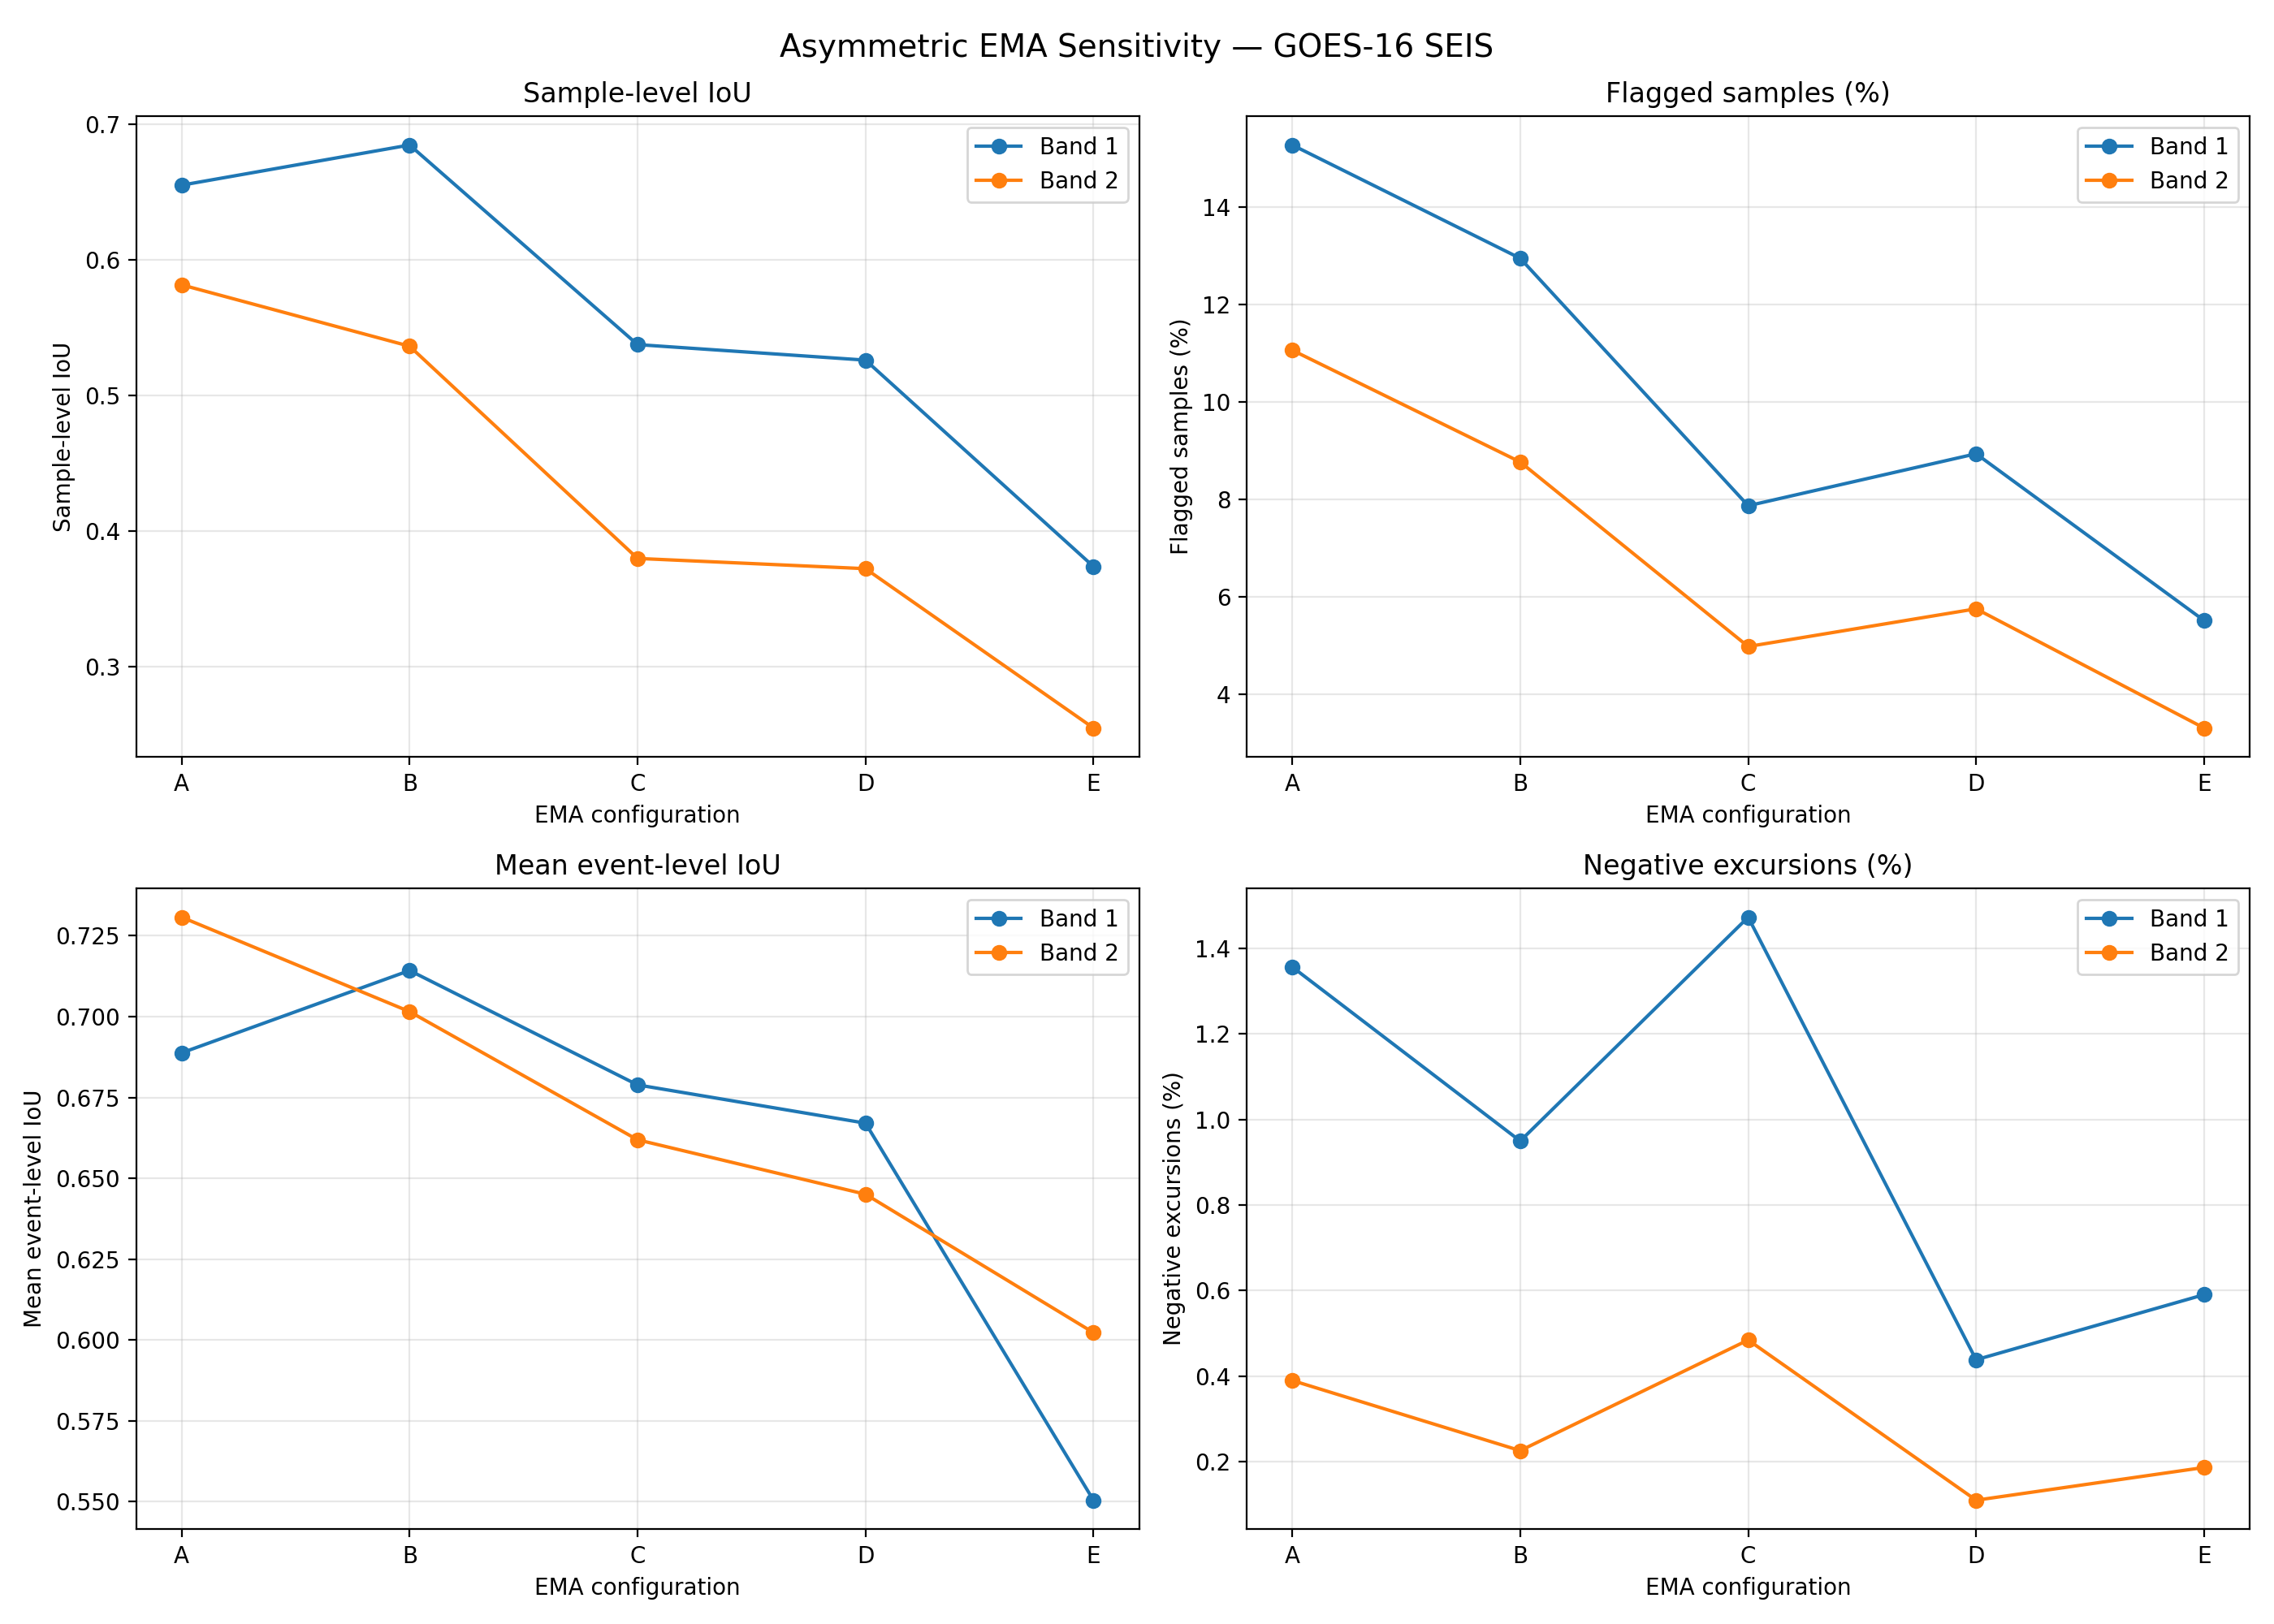 Asymmetric EMA Sensitivity — GOES-16 SEIS
Sample-level IoU
Sample-level IoU
0.7
0.6
0.5
0.4
0.3
Band 1
Band 2
A B C D E
EMA configuration
Flagged samples (%)
Flagged samples (%)
14
12
10
8
6
4
Band 1
Band 2
A B C D E
EMA configuration
Mean event-level IoU
Mean event-level IoU
0.725
0.700
0.675
0.650
0.625
0.600
0.575
0.550
Band 1
Band 2
A B C D E
EMA configuration
Negative excursions (%)
Negative excursions (%)
1.4
1.2
1.0
0.8
0.6
0.4
0.2
Band 1
Band 2
A B C D E
EMA configuration